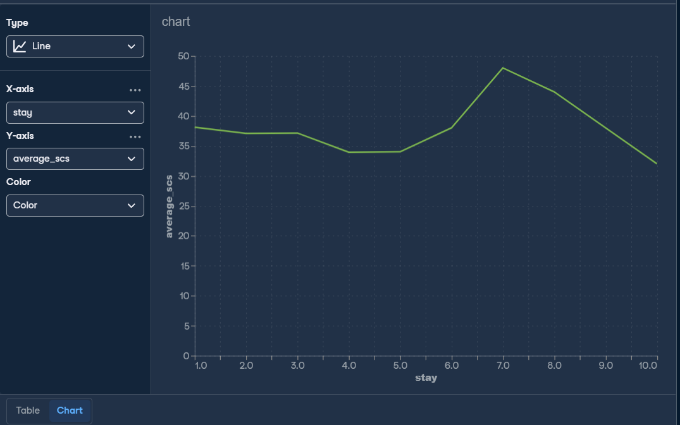 Type
Line
X-axis
stay
Y-axis
average_scs
Color
Color
chart
50
45
40
35
30
25
20
15
10
5
0
average_scs
1.0 2.0 3.0 4.0 5.0 6.0 7.0 8.0 9.0 10.0
stay
Table Chart